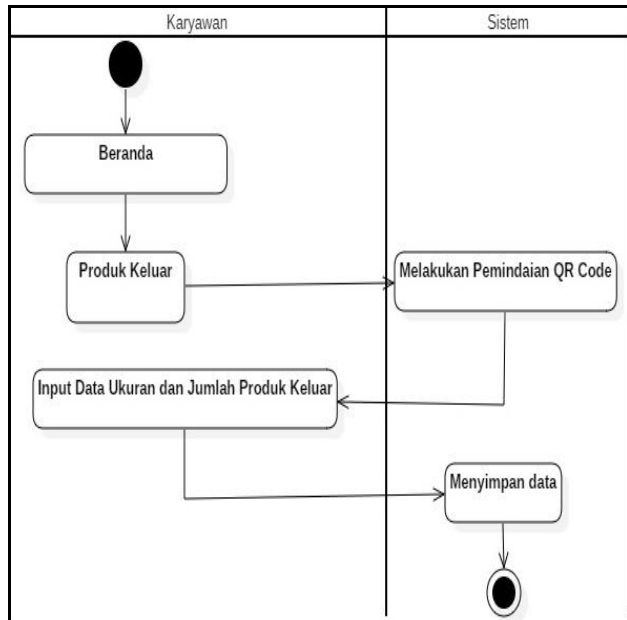 Karyawan
Sistem
Beranda
Produk Keluar
Melakukan Pemindaian QR Code
Input Data Ukuran dan Jumlah Produk Keluar
Menyimpan data